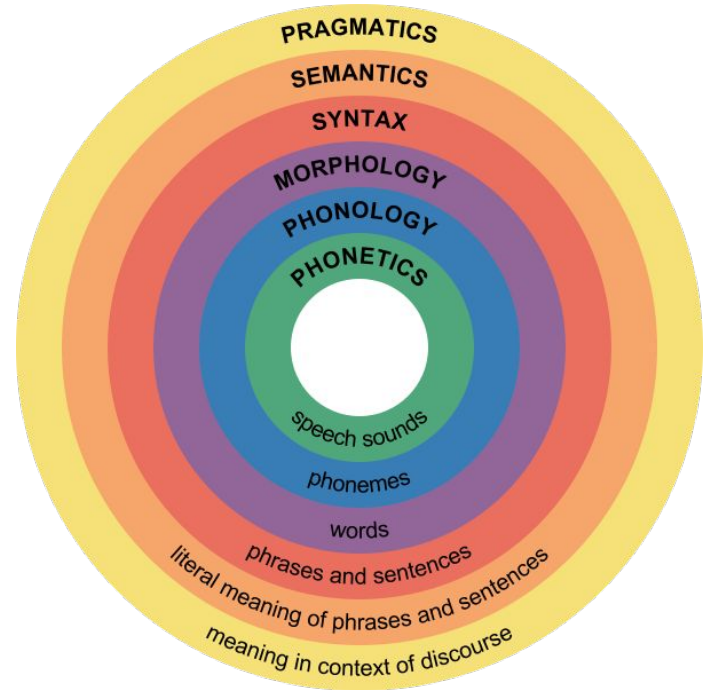 PRAGMATICS
SEMANTICS
SYNTAX
MORPHOLOGY
PHONOLOGY
PHONETICS
speech sounds
phonemes
words
phrases and sentences
literal meaning of phrases and sentences
meaning in context of discourse